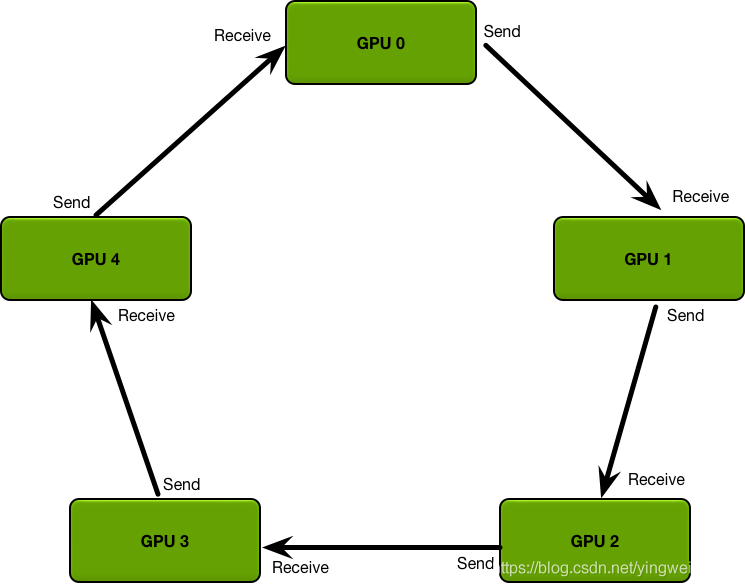 GPU 0
Send
Receive
Send
Receive
GPU 4
GPU 1
Receive
Send
Send
Receive
GPU 3
GPU 2
Receive
Send
https://blog.csdn.net/yingwei